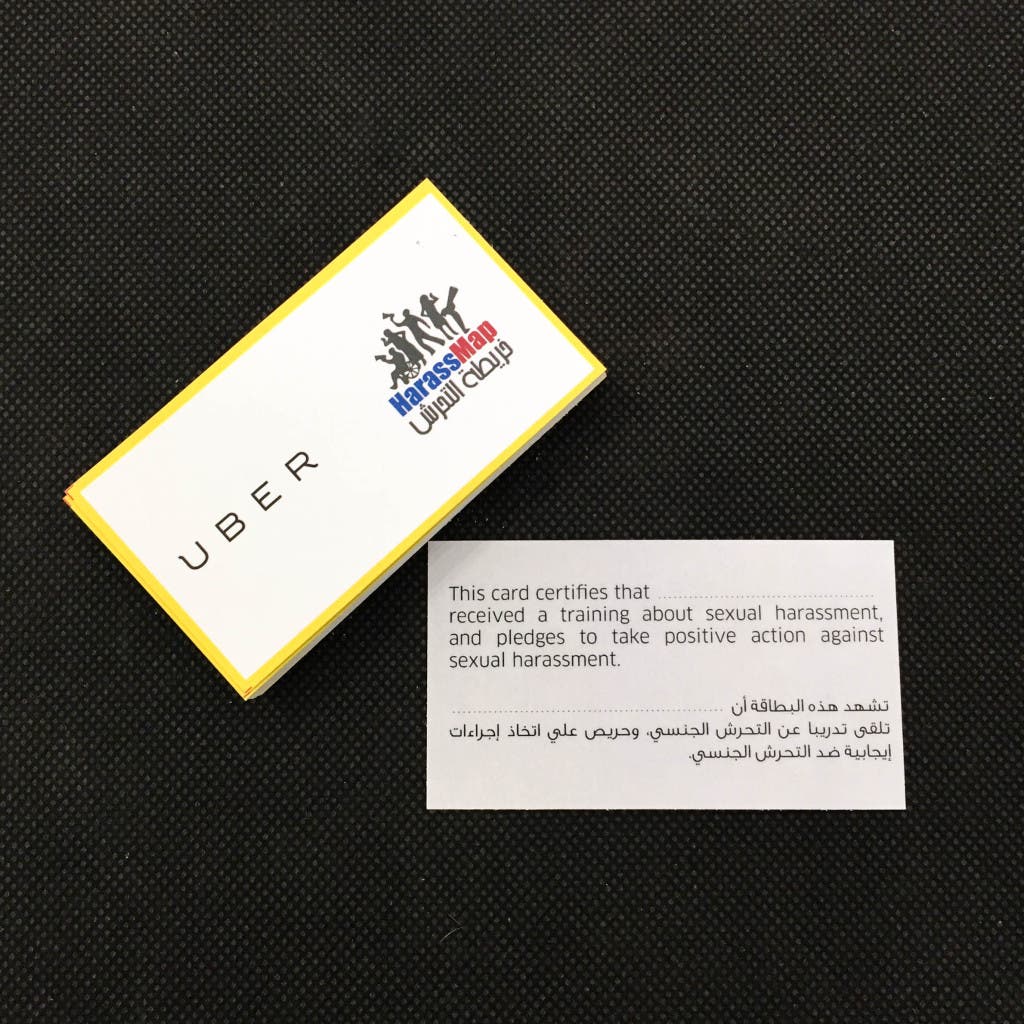 UBER
HarassMap
خريطة التحرش
This card certifies that ........................................................
received a training about sexual harassment,
and pledges to take positive action against
sexual harassment.
تشهد هذه البطاقة أن ........................................................
تلقى تدريبا عن التحرش الجنسي، وحريص علي اتخاذ إجراءات
إيجابية ضد التحرش الجنسي.